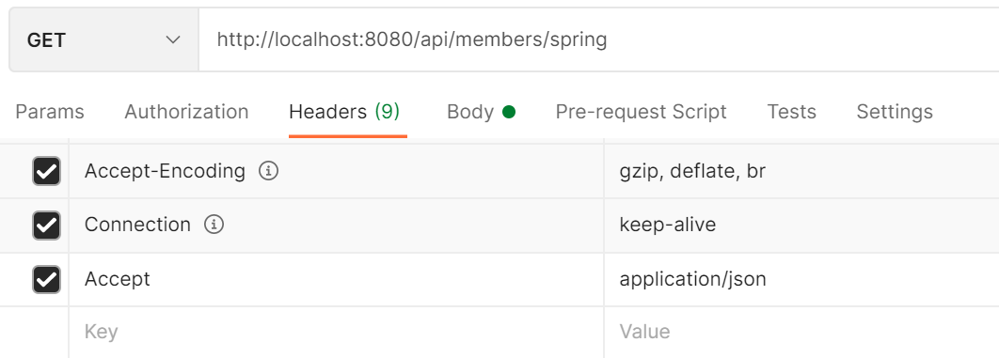 GET http://localhost:8080/api/members/spring
Params Authorization Headers (9) Body Pre-request Script Tests Settings
Accept-Encoding gzip, deflate, br
Connection keep-alive
Accept application/json
Key Value